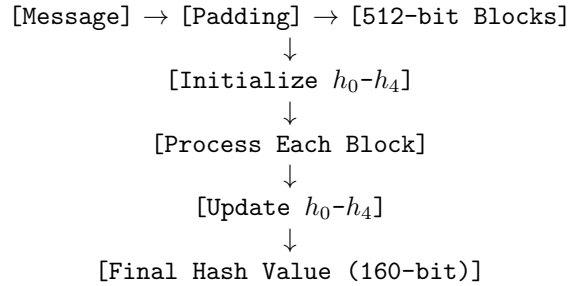 [Message] → [Padding] → [512-bit Blocks]
↓
[Initialize h₀-h₄]
↓
[Process Each Block]
↓
[Update h₀-h₄]
↓
[Final Hash Value (160-bit)]